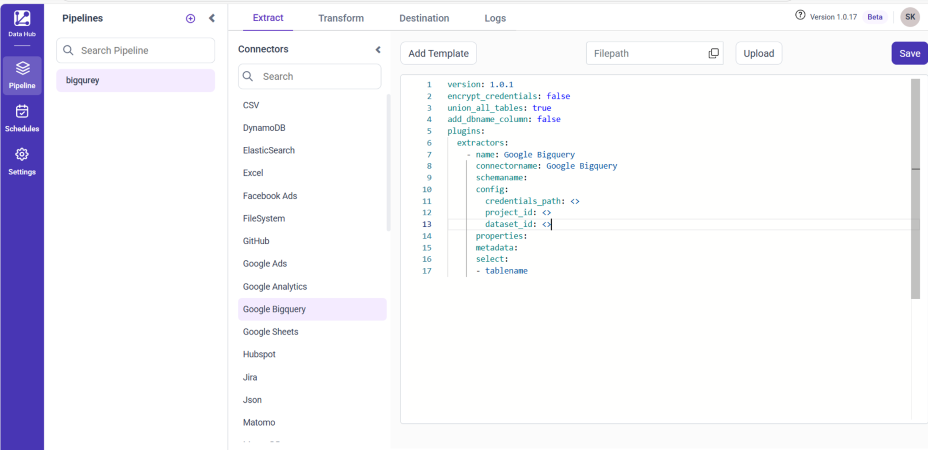 Data Hub
Pipeline
Schedules
Settings
Pipelines
Search Pipeline
bigqurey
Extract
Transform
Destination
Logs
Version 1.0.17
Beta
SK
Connectors
Search
CSV
DynamoDB
ElasticSearch
Excel
Facebook Ads
FileSystem
GitHub
Google Ads
Google Analytics
Google Bigquery
Google Sheets
Hubspot
Jira
Json
Matomo
Add Template
Filepath
Upload
Save
1 version: 1.0.1
2 encrypt_credentials: false
3 union_all_tables: true
4 add_dbname_column: false
5 plugins:
6 extractors:
7 - name: Google Bigquery
8 connectorname: Google Bigquery
9 schemaname:
10 config:
11 credentials_path: <>
12 project_id: <>
13 dataset_id: <>
14 properties:
15 metadata:
16 select:
17 - tablename